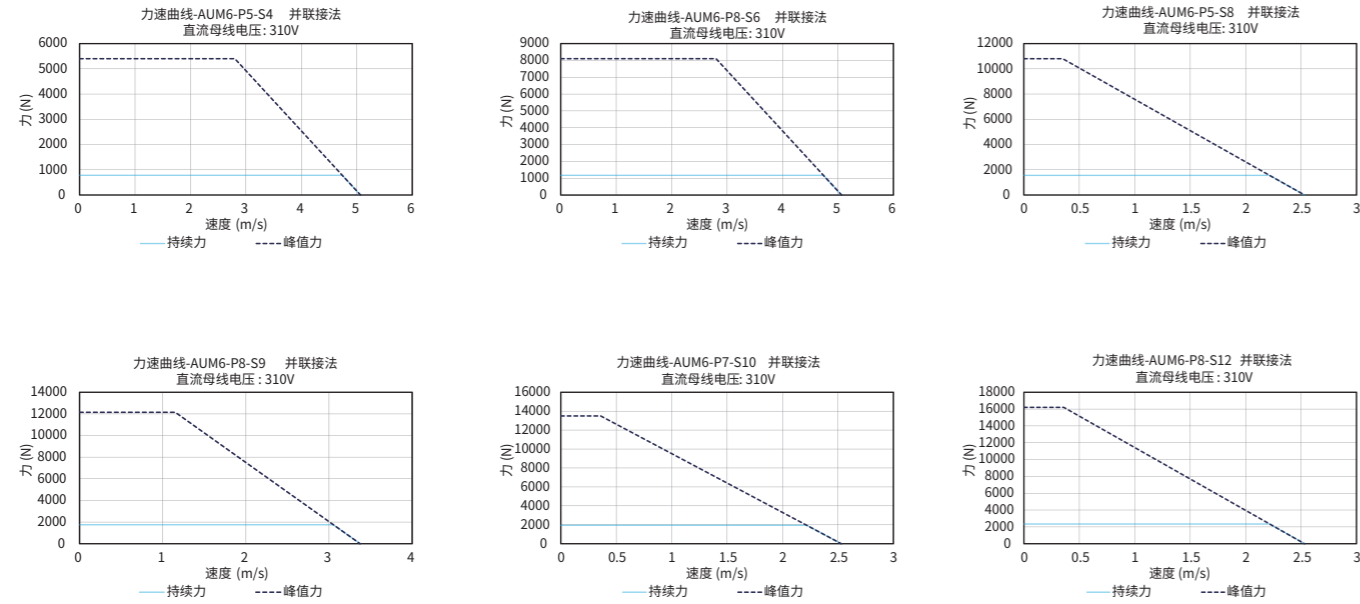 力速曲线-AUM6-P5-S4 并联接法
直流母线电压: 310V
6000
5000
4000
3000
2000
1000
0
力 (N)
0 1 2 3 4 5 6
速度 (m/s)
持续力 峰值力
力速曲线-AUM6-P8-S6 并联接法
直流母线电压: 310V
9000
8000
7000
6000
5000
4000
3000
2000
1000
0
力 (N)
0 1 2 3 4 5 6
速度 (m/s)
持续力 峰值力
力速曲线-AUM6-P5-S8 并联接法
直流母线电压: 310V
12000
10000
8000
6000
4000
2000
0
力 (N)
0 0.5 1 1.5 2 2.5 3
速度 (m/s)
持续力 峰值力
力速曲线-AUM6-P8-S9 并联接法
直流母线电压 : 310V
14000
12000
10000
8000
6000
4000
2000
0
力 (N)
0 1 2 3 4
速度 (m/s)
持续力 峰值力
力速曲线-AUM6-P7-S10 并联接法
直流母线电压: 310V
16000
14000
12000
10000
8000
6000
4000
2000
0
力 (N)
0 0.5 1 1.5 2 2.5 3
速度 (m/s)
持续力 峰值力
力速曲线-AUM6-P8-S12 并联接法
直流母线电压 : 310V
18000
16000
14000
12000
10000
8000
6000
4000
2000
0
力 (N)
0 0.5 1 1.5 2 2.5 3
速度 (m/s)
持续力 峰值力